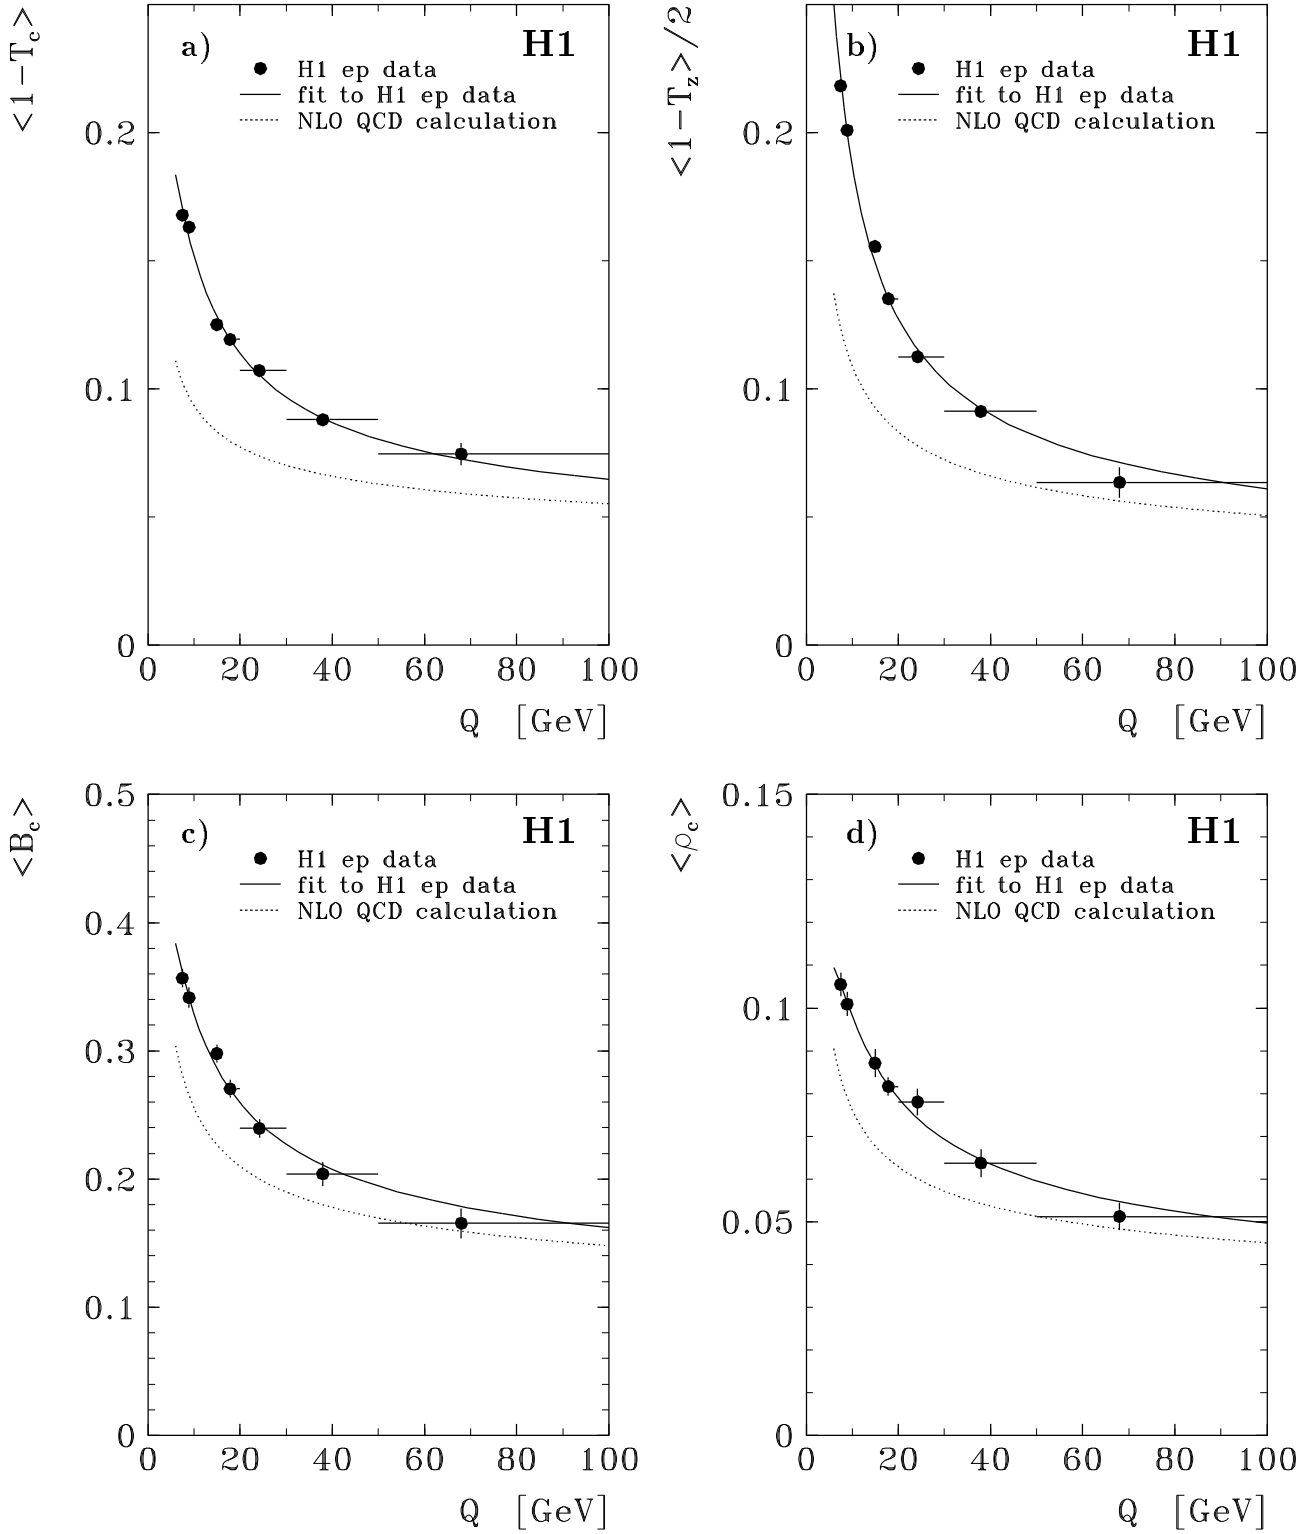 <1−T_c>
a)
H1
H1 ep data
fit to H1 ep data
NLO QCD calculation
0.2
0.1
0
0 20 40 60 80 100
Q [GeV]
<1−T_z>/2
b)
H1
H1 ep data
fit to H1 ep data
NLO QCD calculation
0.2
0.1
0
0 20 40 60 80 100
Q [GeV]
<B_c>
c)
H1
H1 ep data
fit to H1 ep data
NLO QCD calculation
0.5
0.4
0.3
0.2
0.1
0
0 20 40 60 80 100
Q [GeV]
<ρ_c>
d)
H1
H1 ep data
fit to H1 ep data
NLO QCD calculation
0.15
0.1
0.05
0
0 20 40 60 80 100
Q [GeV]